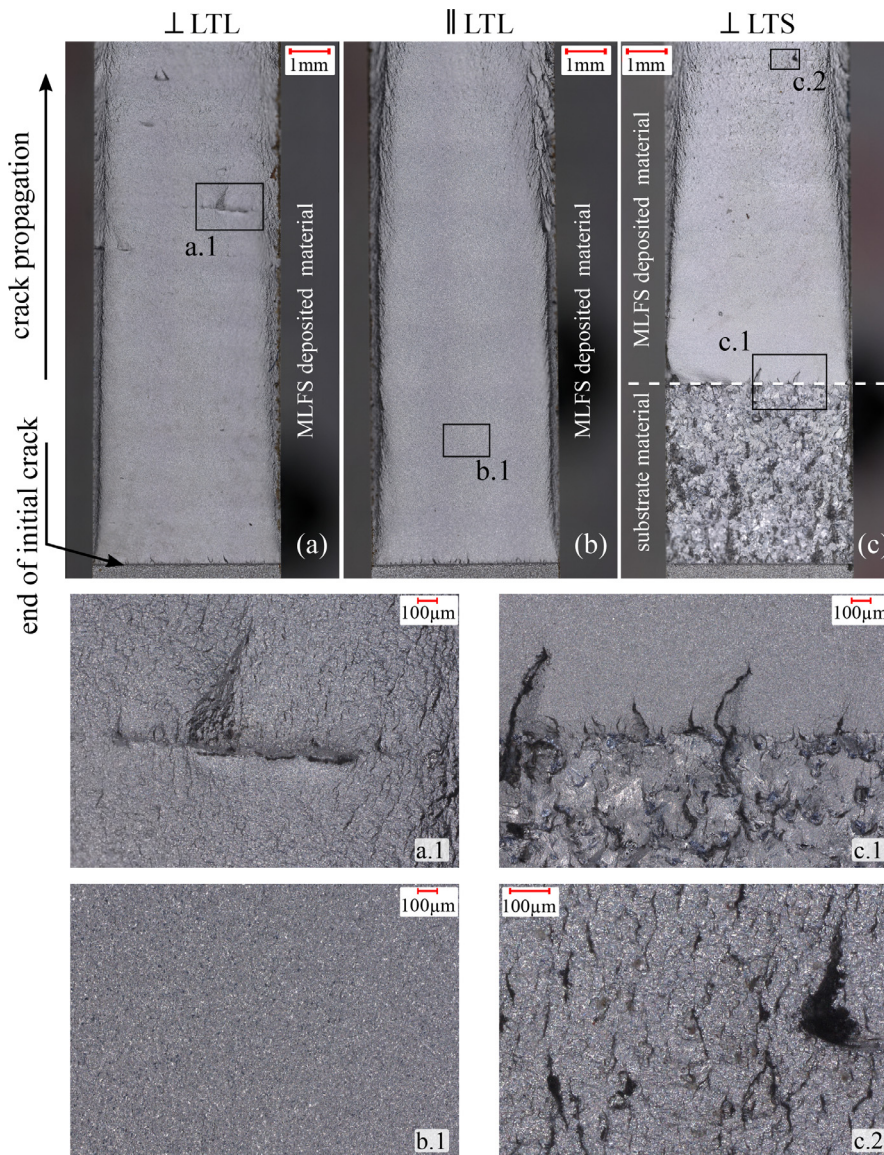 ⊥ LTL
∥ LTL
⊥ LTS
1mm
1mm
1mm
crack propagation
end of initial crack
a.1
MLFS deposited material
(a)
b.1
MLFS deposited material
(b)
c.2
MLFS deposited material
c.1
substrate material
(c)
100µm
a.1
100µm
c.1
100µm
b.1
100µm
c.2